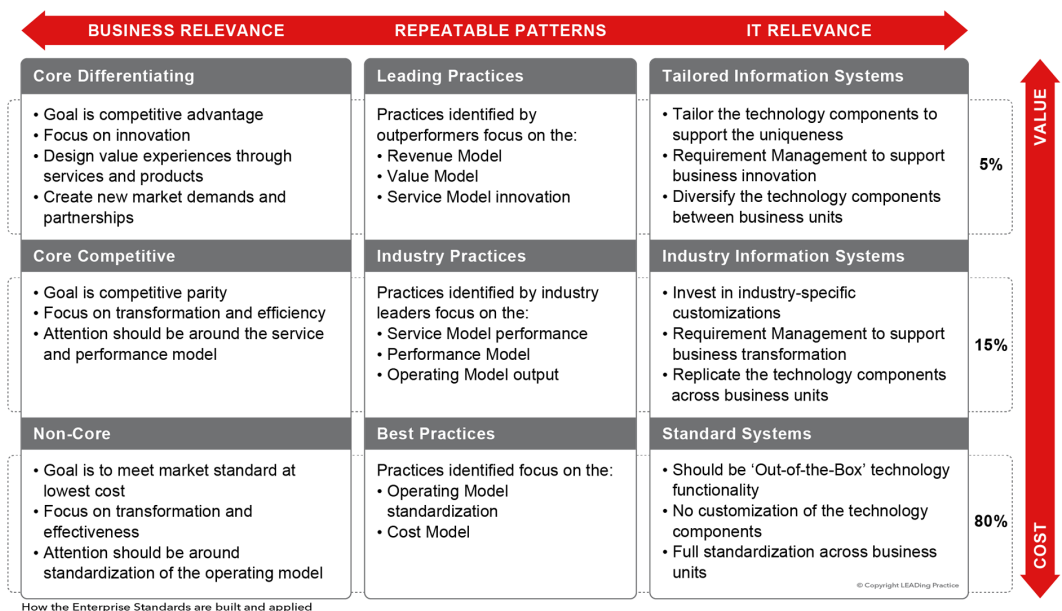 BUSINESS RELEVANCE
REPEATABLE PATTERNS
IT RELEVANCE
Core Differentiating
• Goal is competitive advantage
• Focus on innovation
• Design value experiences through
services and products
• Create new market demands and
partnerships
Leading Practices
Practices identified by
outperformers focus on the:
• Revenue Model
• Value Model
• Service Model innovation
Tailored Information Systems
• Tailor the technology components to
support the uniqueness
• Requirement Management to support
business innovation
• Diversify the technology components
between business units
5%
VALUE
Core Competitive
• Goal is competitive parity
• Focus on transformation and efficiency
• Attention should be around the service
and performance model
Industry Practices
Practices identified by industry
leaders focus on the:
• Service Model performance
• Performance Model
• Operating Model output
Industry Information Systems
• Invest in industry-specific
customizations
• Requirement Management to support
business transformation
• Replicate the technology components
across business units
15%
Non-Core
• Goal is to meet market standard at
lowest cost
• Focus on transformation and
effectiveness
• Attention should be around
standardization of the operating model
Best Practices
Practices identified focus on the:
• Operating Model
standardization
• Cost Model
Standard Systems
• Should be ‘Out-of-the-Box’ technology
functionality
• No customization of the technology
components
• Full standardization across business
units
80%
COST
© Copyright LEADing Practice
How the Enterprise Standards are built and applied